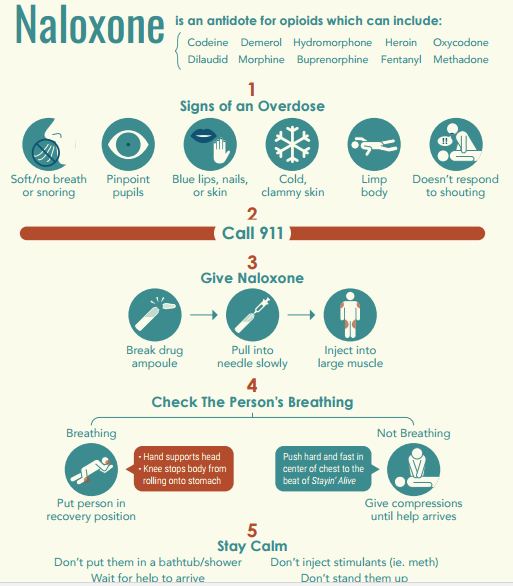 Naloxone is an antidote for opioids which can include:
Codeine Demerol Hydromorphone Heroin Oxycodone
Dilaudid Morphine Buprenorphine Fentanyl Methadone
1
Signs of an Overdose
Soft/no breath
or snoring
Pinpoint
pupils
Blue lips, nails,
or skin
Cold,
clammy skin
Limp
body
!!
Doesn't respond
to shouting
2
Call 911
3
Give Naloxone
Break drug
ampoule
Pull into
needle slowly
Inject into
large muscle
4
Check The Person's Breathing
Breathing
• Hand supports head
• Knee stops body from
rolling onto stomach
Put person in
recovery position
Not Breathing
Push hard and fast in
center of chest to the
beat of Stayin' Alive
Give compressions
until help arrives
5
Stay Calm
Don't put them in a bathtub/shower
Wait for help to arrive
Don't inject stimulants (ie. meth)
Don't stand them up